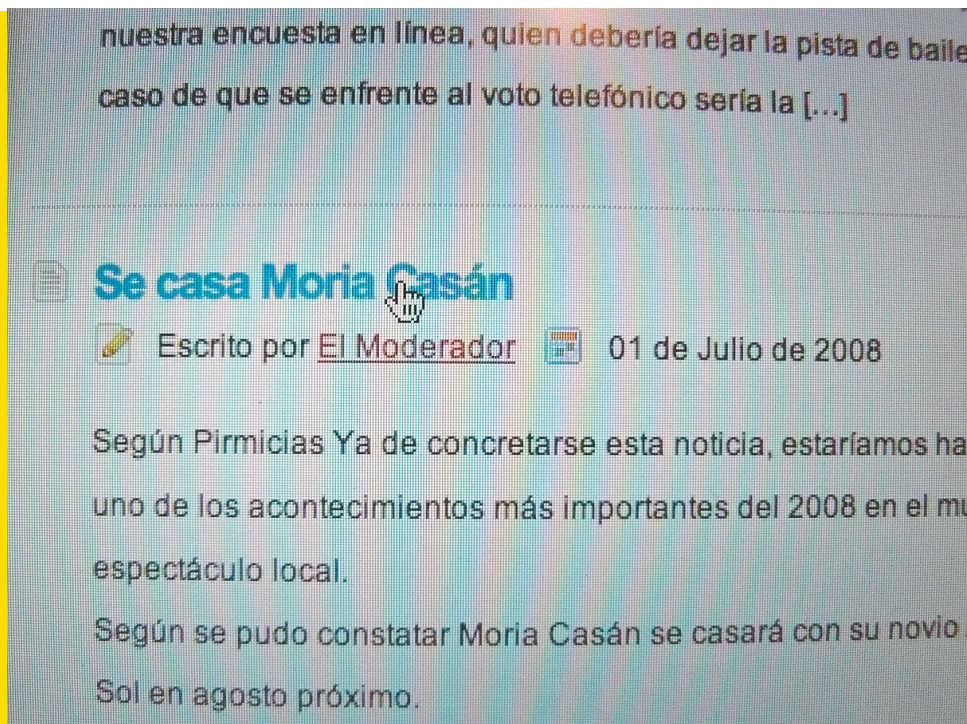 nuestra encuesta en línea, quien debería dejar la pista de baile
caso de que se enfrente al voto telefónico sería la [...]
Se casa Moria Casán
Escrito por El Moderador 01 de Julio de 2008
Según Pirmicias Ya de concretarse esta noticia, estaríamos ha
uno de los acontecimientos más importantes del 2008 en el mu
espectáculo local.
Según se pudo constatar Moria Casán se casará con su novio
Sol en agosto próximo.